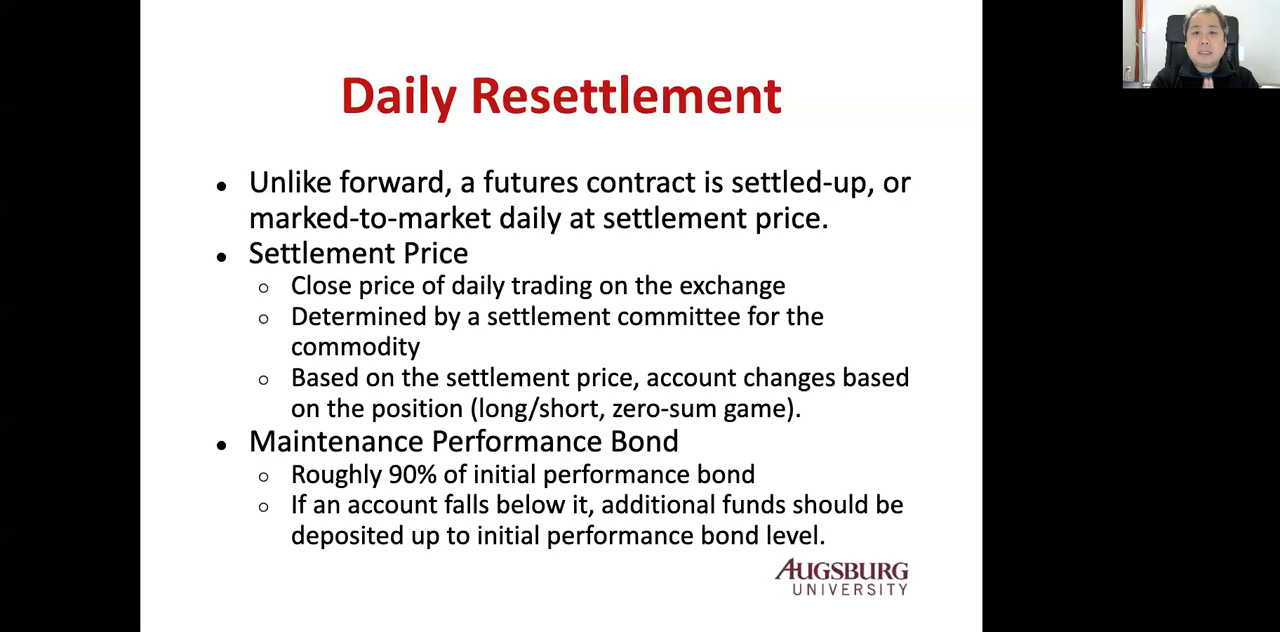 Daily Resettlement
● Unlike forward, a futures contract is settled-up, or
marked-to-market daily at settlement price.
● Settlement Price
○ Close price of daily trading on the exchange
○ Determined by a settlement committee for the
commodity
○ Based on the settlement price, account changes based
on the position (long/short, zero-sum game).
● Maintenance Performance Bond
○ Roughly 90% of initial performance bond
○ If an account falls below it, additional funds should be
deposited up to initial performance bond level.
AUGSBURG
UNIVERSITY